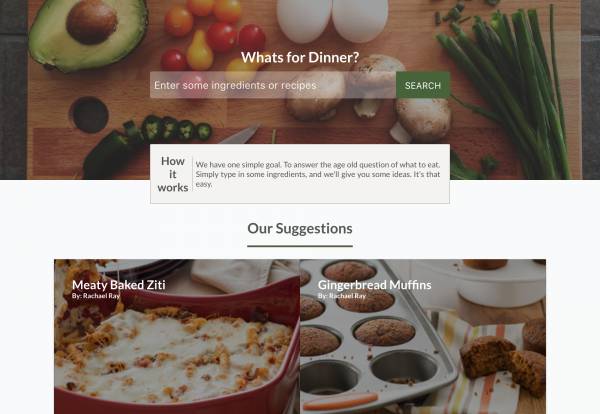 Whats for Dinner?
Enter some ingredients or recipes
SEARCH
How
it
works
We have one simple goal. To answer the age old question of what to eat.
Simply type in some ingredients, and we'll give you some ideas. It's that
easy.
Our Suggestions
Meaty Baked Ziti
By: Rachael Ray
Gingerbread Muffins
By: Rachael Ray